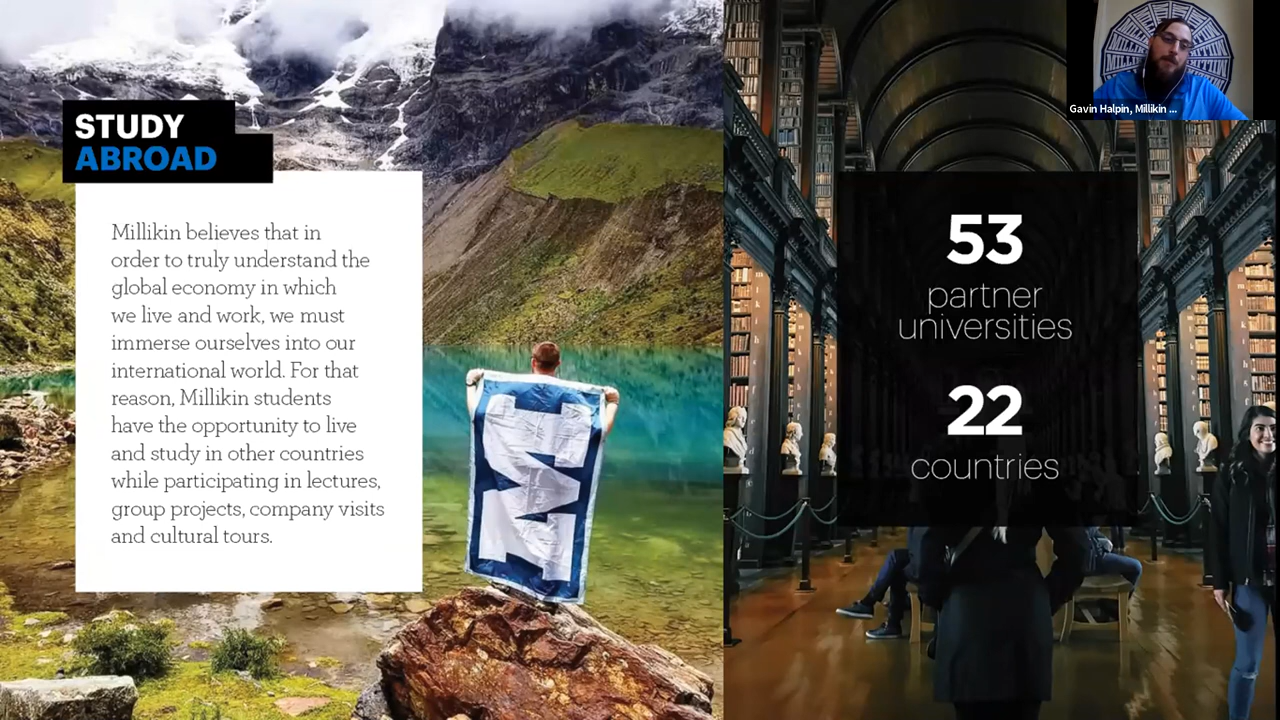 STUDY
ABROAD
Millikin believes that in
order to truly understand the
global economy in which
we live and work, we must
immerse ourselves into our
international world. For that
reason, Millikin students
have the opportunity to live
and study in other countries
while participating in lectures,
group projects, company visits
and cultural tours.
M
53
partner
universities
22
countries
Gavin Halpin, Millikin ...